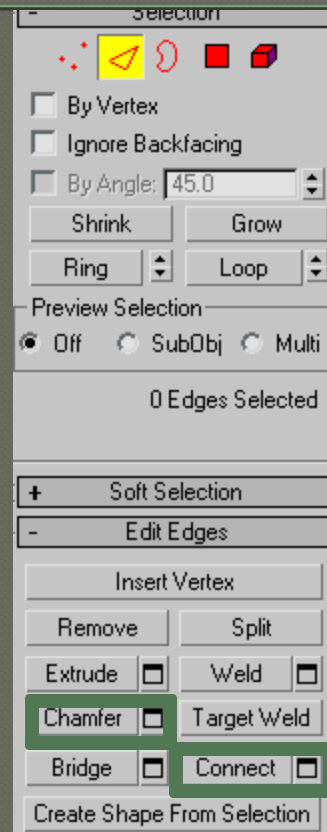 - Selection
By Vertex
Ignore Backfacing
By Angle: 45.0
Shrink Grow
Ring Loop
Preview Selection
Off SubObj Multi
0 Edges Selected
+ Soft Selection
- Edit Edges
Insert Vertex
Remove Split
Extrude Weld
Chamfer Target Weld
Bridge Connect
Create Shape From Selection